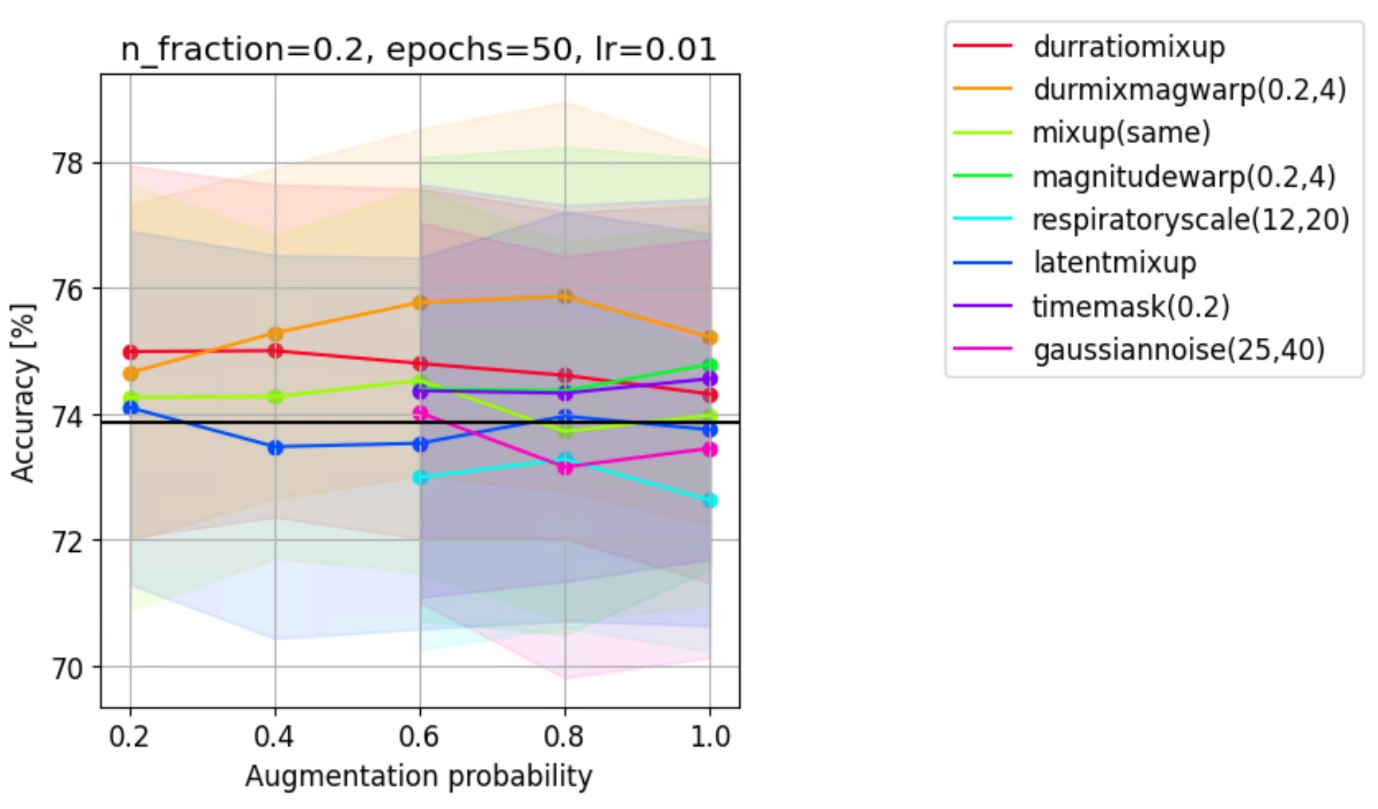 n_fraction=0.2, epochs=50, lr=0.01
Accuracy [%]
78
76
74
72
70
0.2 0.4 0.6 0.8 1.0
Augmentation probability
durratiomixup
durmixmagwarp(0.2,4)
mixup(same)
magnitudewarp(0.2,4)
respiratoryscale(12,20)
latentmixup
timemask(0.2)
gaussiannoise(25,40)